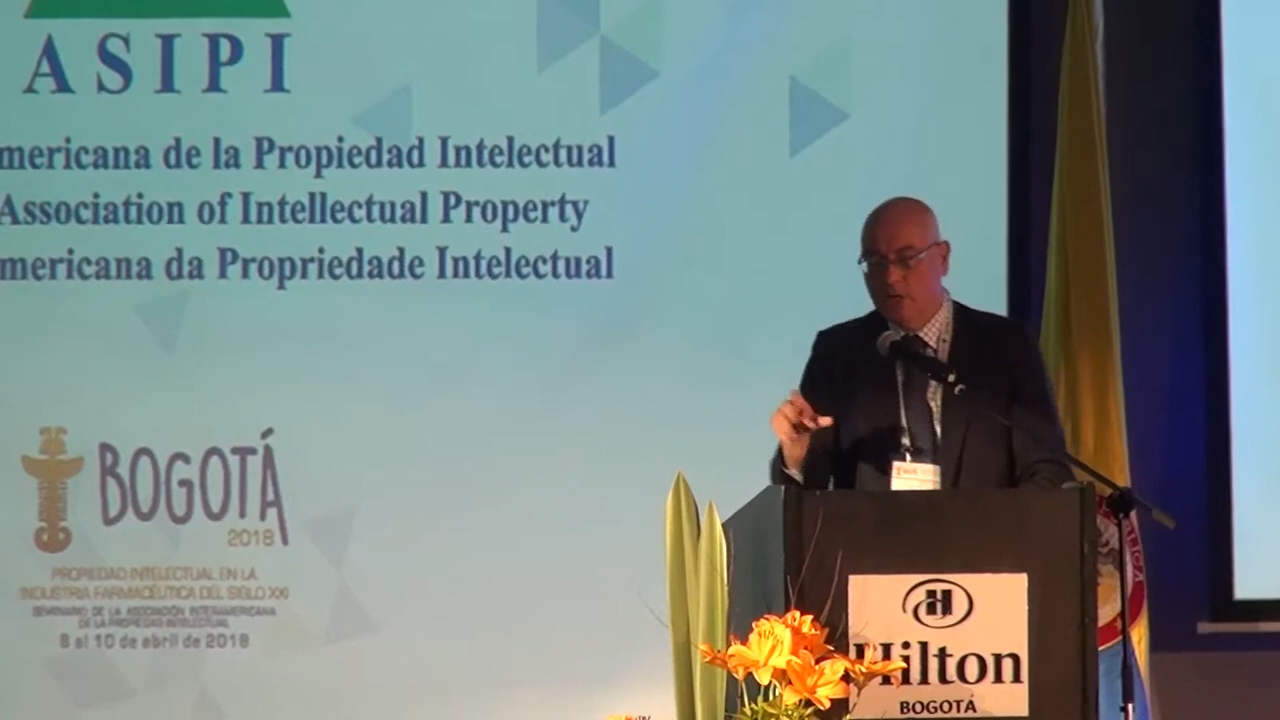 ASIPI
mericana de la Propiedad Intelectual
Association of Intellectual Property
mericana da Propriedade Intelectual
BOGOTÁ
2018
PROPIEDAD INTELECTUAL EN LA
INDUSTRIA FARMACÉUTICA DEL SIGLO XXI
SEMINARIO DE LA ASOCIACIÓN INTERAMERICANA
DE LA PROPIEDAD INTELECTUAL
8 al 10 de abril de 2018
H
Hilton
BOGOTÁ